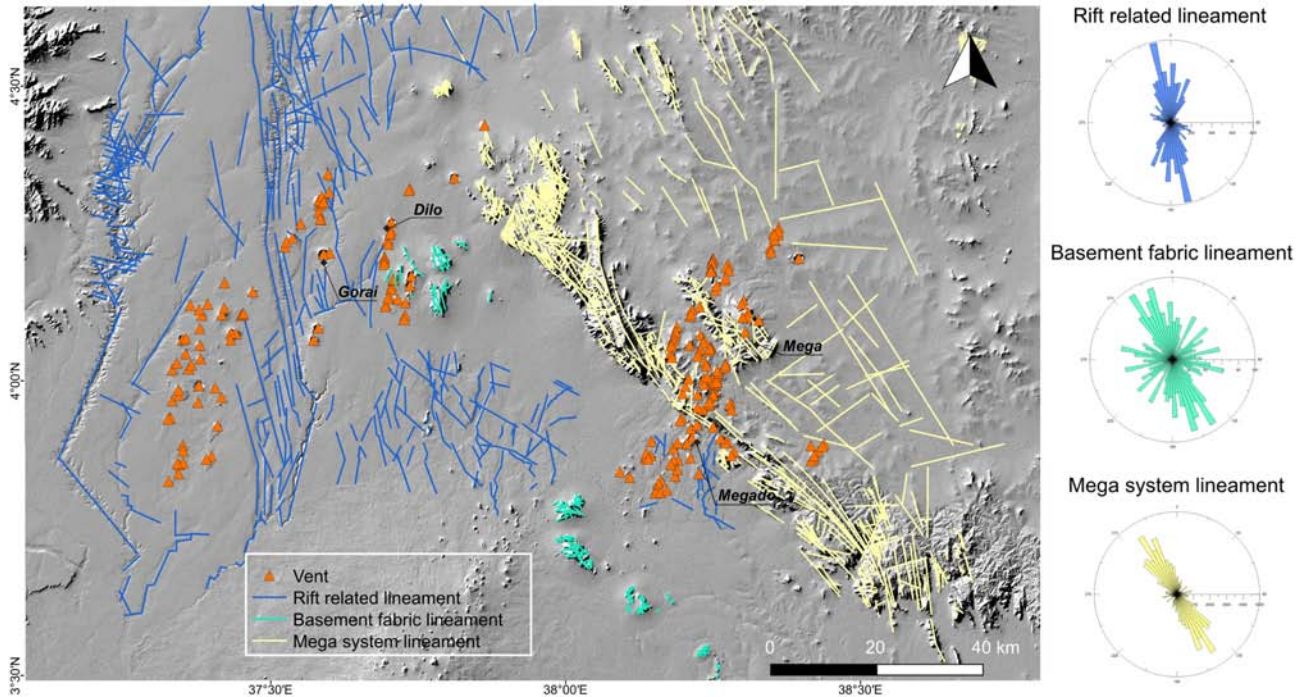 Rift related lineament
4°30'N
Dilo
Gorai
Basement fabric lineament
Mega
4°00'N
Megado
Mega system lineament
Vent
Rift related lineament
Basement fabric lineament
Mega system lineament
0 20 40 km
3°30'N
37°30'E 38°00'E 38°30'E